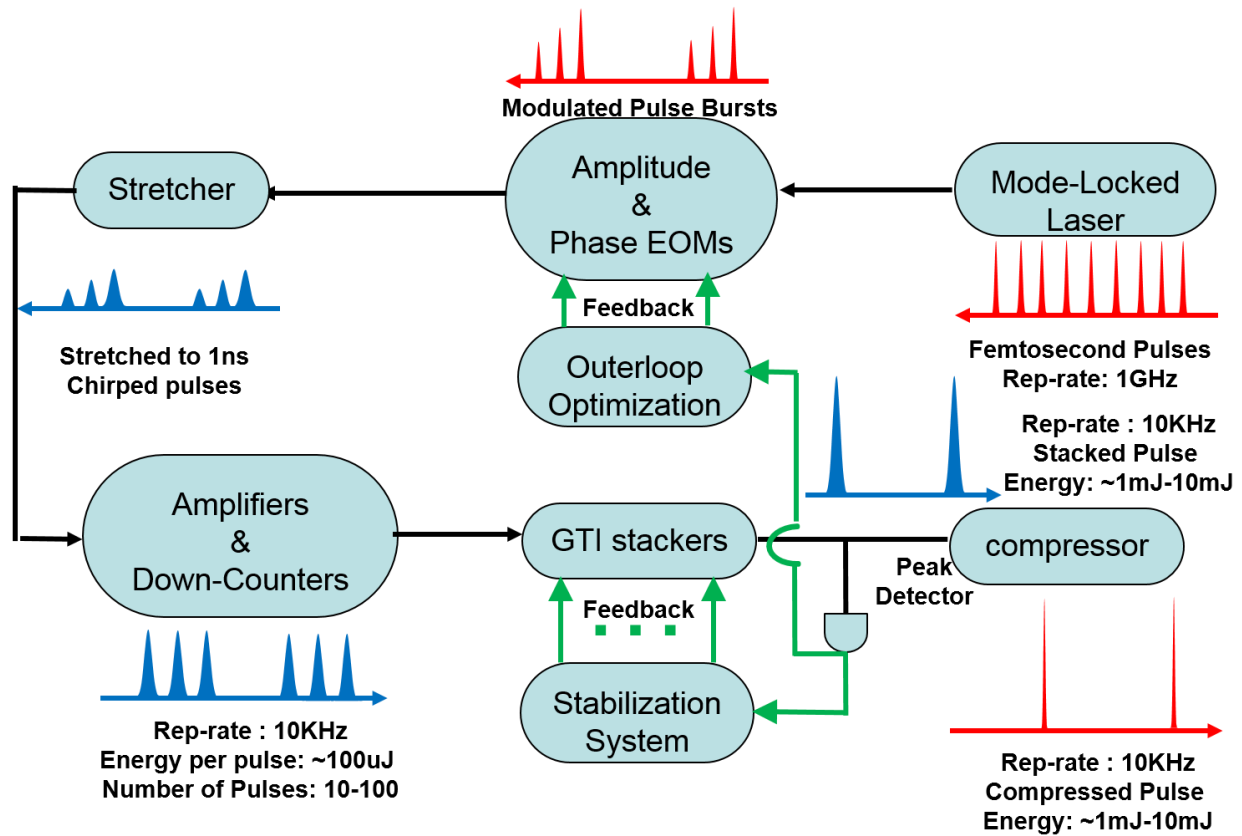 Modulated Pulse Bursts
Stretcher
Amplitude
&
Phase EOMs
Mode-Locked
Laser
Feedback
Stretched to 1ns
Chirped pulses
Outerloop
Optimization
Femtosecond Pulses
Rep-rate: 1GHz
Rep-rate : 10KHz
Stacked Pulse
Energy: ~1mJ-10mJ
Amplifiers
&
Down-Counters
GTI stackers
compressor
Peak
Detector
Feedback
Stabilization
System
Rep-rate : 10KHz
Energy per pulse: ~100uJ
Number of Pulses: 10-100
Rep-rate : 10KHz
Compressed Pulse
Energy: ~1mJ-10mJ